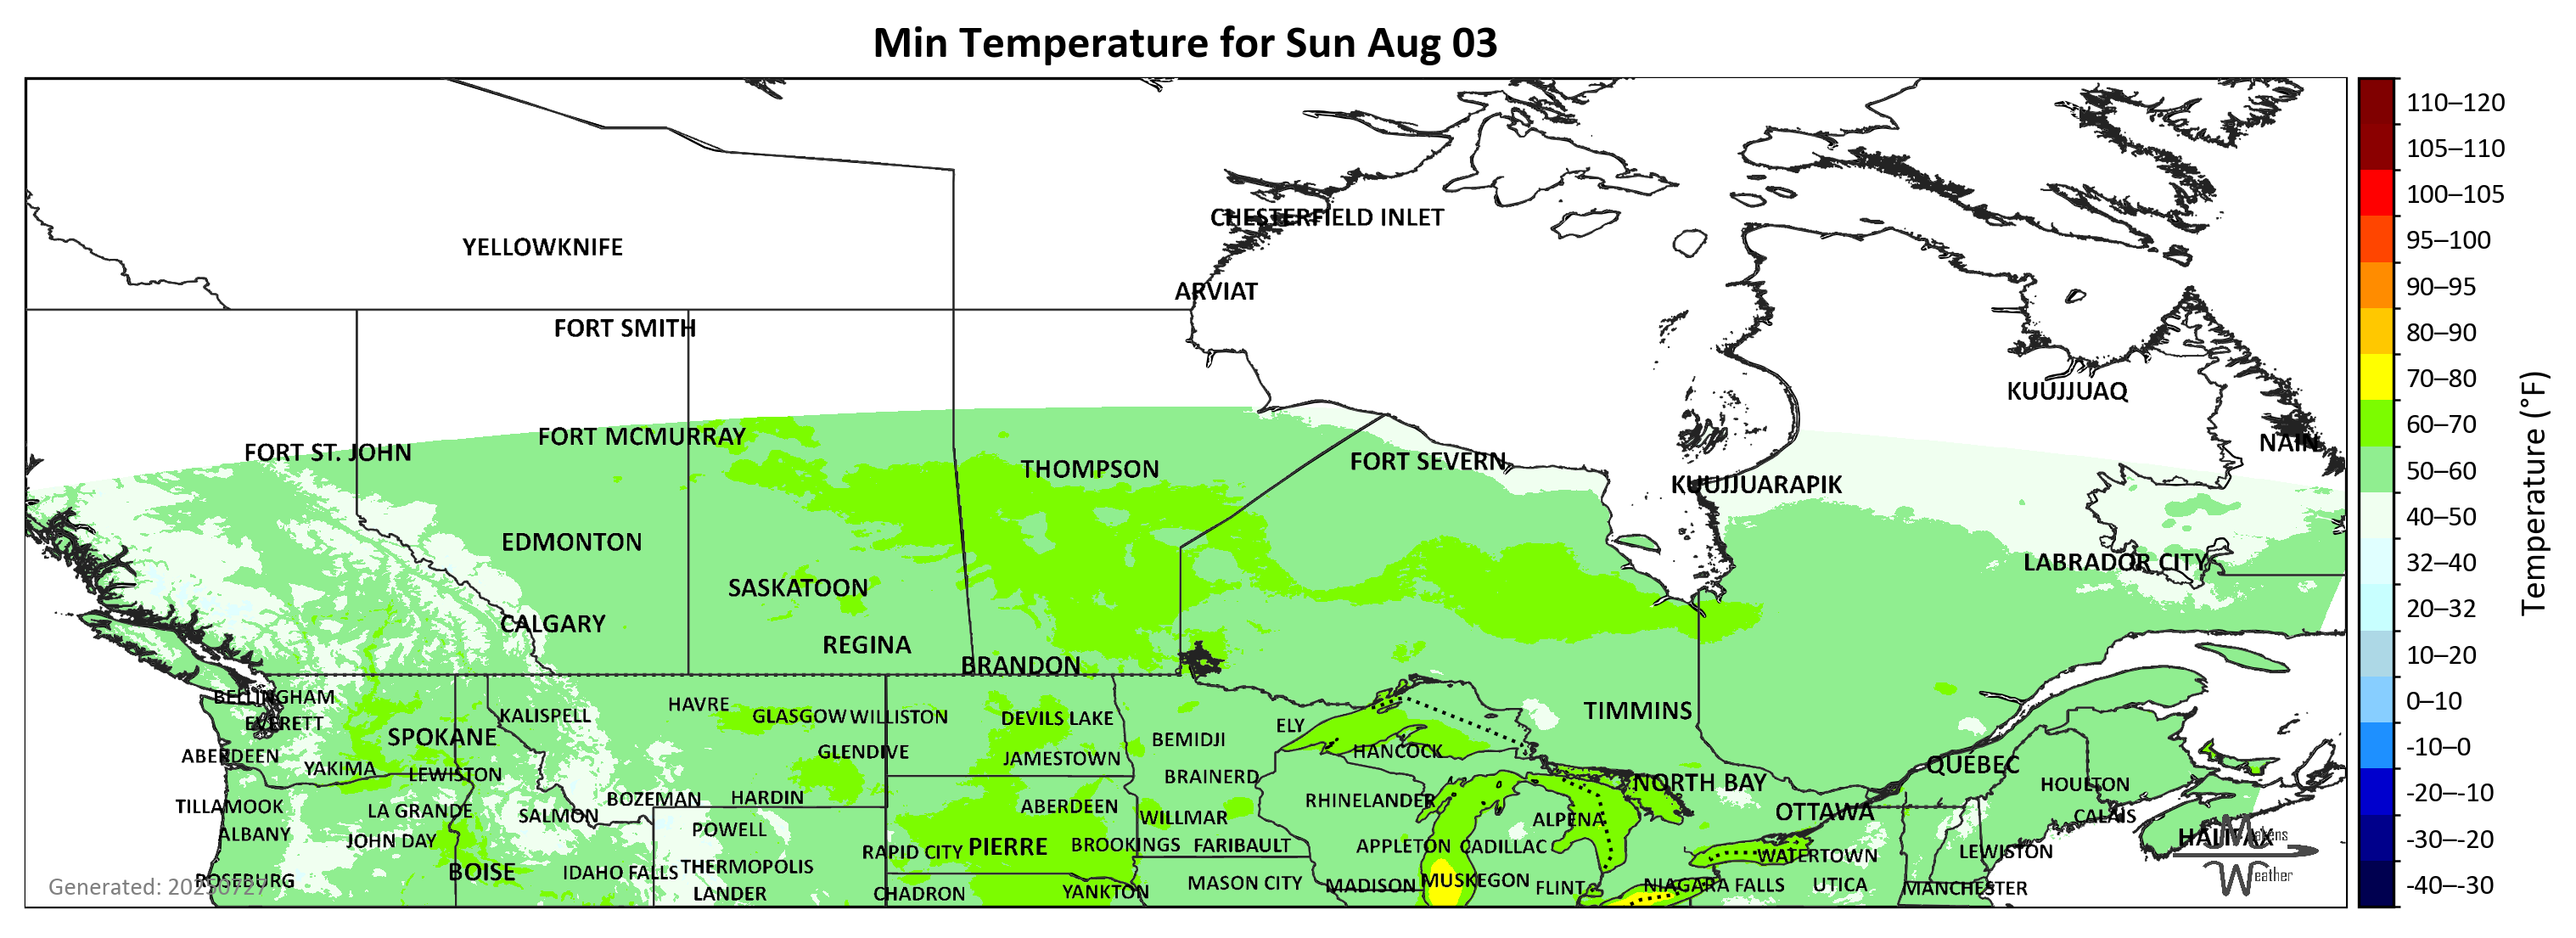 Min Temperature for Sun Aug 03
CHESTERFIELD INLET
YELLOWKNIFE
ARVIAT
FORT SMITH
KUUJJUAQ
FORT MCMURRAY
NAIN
FORT ST. JOHN
FORT SEVERN
THOMPSON
KUUJJUARAPIK
EDMONTON
LABRADOR CITY
SASKATOON
CALGARY
REGINA
BRANDON
BELLINGHAM
HAVRE
TIMMINS
KALISPELL
GLASGOW WILLISTON
DEVILS LAKE
EVERETT
ELY
SPOKANE
BEMIDJI
GLENDIVE
HANCOCK
ABERDEEN
JAMESTOWN
QUEBEC
YAKIMA
LEWISTON
BRAINERD
NORTH BAY
HOULTON
BOZEMAN
HARDIN
RHINELANDER
TILLAMOOK
ABERDEEN
LA GRANDE
SALMON
WILLMAR
ALPENA
OTTAWA
CALAIS
ALBANY
POWELL
HALIFAX
JOHN DAY
RAPID CITY
PIERRE
BROOKINGS
FARIBAULT
APPLETON
CADILLAC
WATERTOWN
LEWISTON
BOISE
IDAHO FALLS
THERMOPOLIS
ROSEBURG
MASON CITY
MADISON
MUSKEGON
FLINT
NIAGARA FALLS
UTICA
MANCHESTER
LANDER
CHADRON
YANKTON
Generated: 20250727
Makens
Weather
110–120
105–110
100–105
95–100
90–95
80–90
70–80
60–70
50–60
40–50
32–40
20–32
10–20
0–10
-10–0
-20–-10
-30–-20
-40–-30
Temperature (°F)